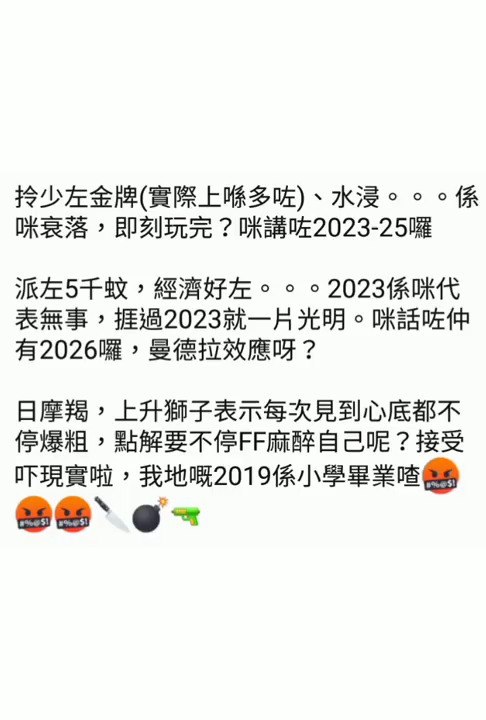 拎少左金牌(實際上喺多咗)、水浸。。。係
咪衰落，即刻玩完？咪講咗2023-25囉
派左5千蚊，經濟好左。。。2023係咪代
表無事，捱過2023就一片光明。咪話咗仲
有2026囉，曼德拉效應呀？
日摩羯，上升獅子表示每次見到心底都不
停爆粗，點解要不停FF麻醉自己呢？接受
吓現實啦，我地嘅2019係小學畢業喳🤬
🤬🤬🔪💣🔫